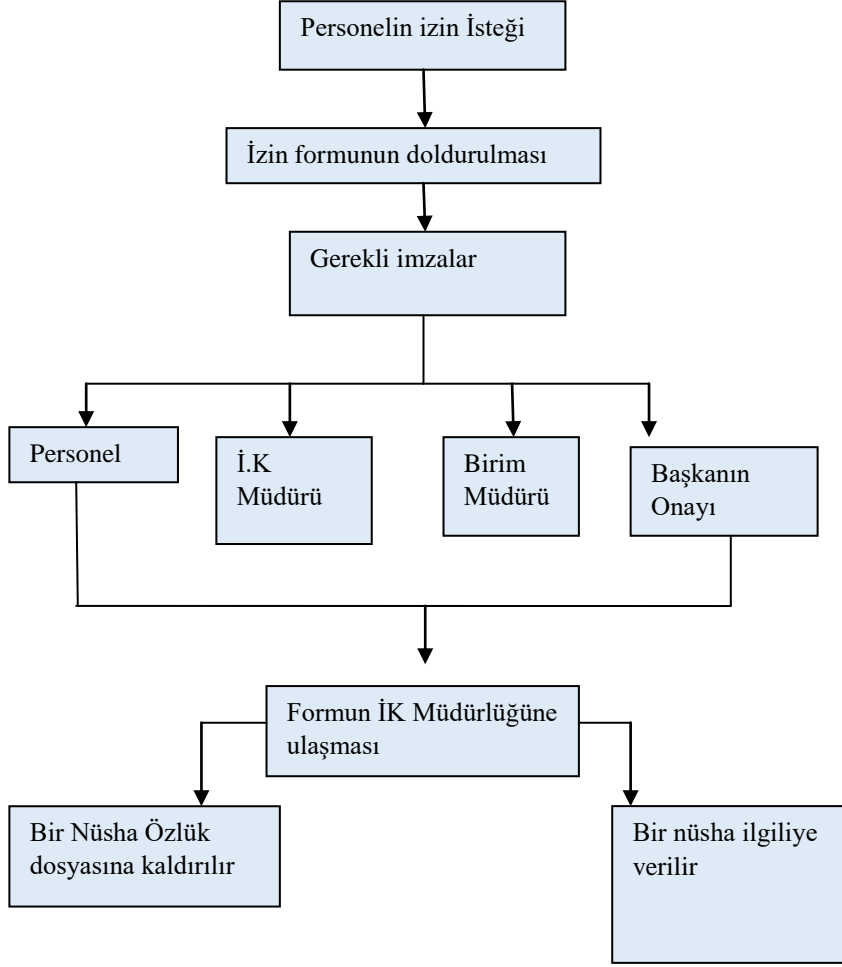 Personelin izin İsteği
İzin formunun doldurulması
Gerekli imzalar
Personel
İ.K
Müdürü
Birim
Müdürü
Başkanın
Onayı
Formun İK Müdürlüğüne
ulaşması
Bir Nüsha Özlük
dosyasına kaldırılır
Bir nüsha ilgiliye
verilir